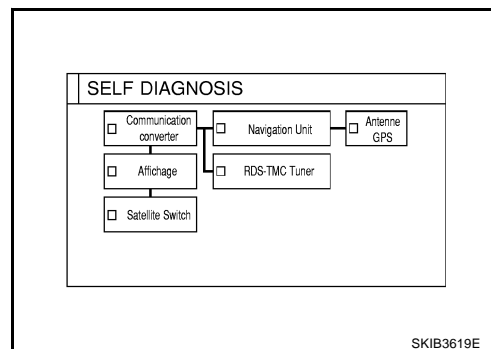 SELF DIAGNOSIS
Communication
converter
Navigation Unit
Antenne
GPS
Affichage
RDS-TMC Tuner
Satellite Switch
SKIB3619E